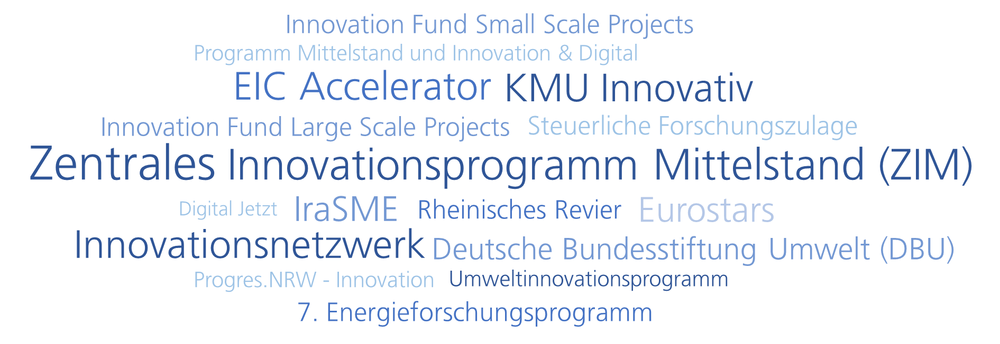 Innovation Fund Small Scale Projects
Programm Mittelstand und Innovation & Digital
EIC Accelerator KMU Innovativ
Innovation Fund Large Scale Projects Steuerliche Forschungszulage
Zentrales Innovationsprogramm Mittelstand (ZIM)
Digital Jetzt IraSME Rheinisches Revier Eurostars
Innovationsnetzwerk Deutsche Bundesstiftung Umwelt (DBU)
Progres.NRW - Innovation Umweltinnovationsprogramm
7. Energieforschungsprogramm